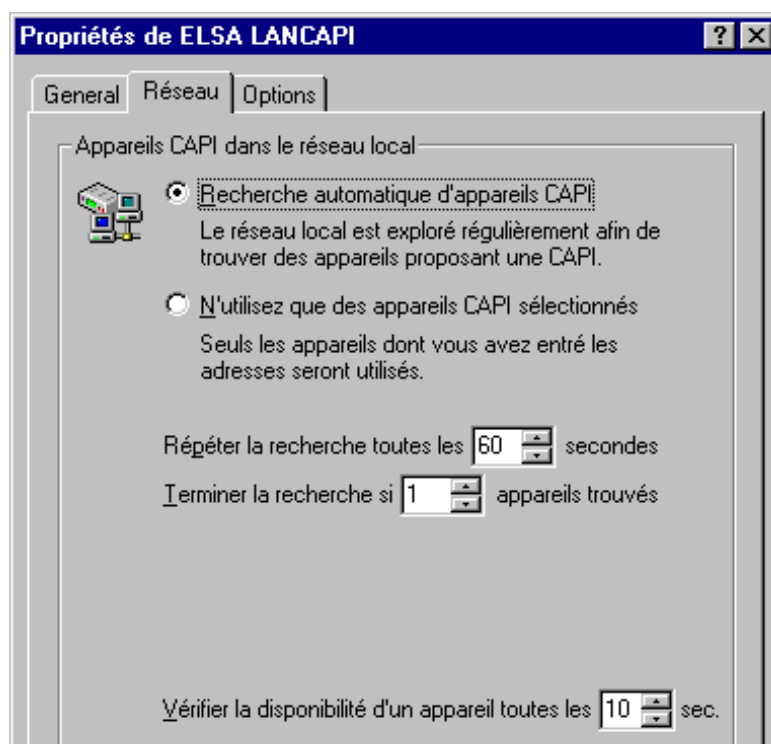 Propriétés de ELSA LANCAPI
General Réseau Options
Appareils CAPI dans le réseau local
Recherche automatique d'appareils CAPI
Le réseau local est exploré régulièrement afin de
trouver des appareils proposant une CAPI.
N'utilisez que des appareils CAPI sélectionnés
Seuls les appareils dont vous avez entré les
adresses seront utilisés.
Répéter la recherche toutes les 60 secondes
Terminer la recherche si 1 appareils trouvés
Vérifier la disponibilité d'un appareil toutes les 10 sec.